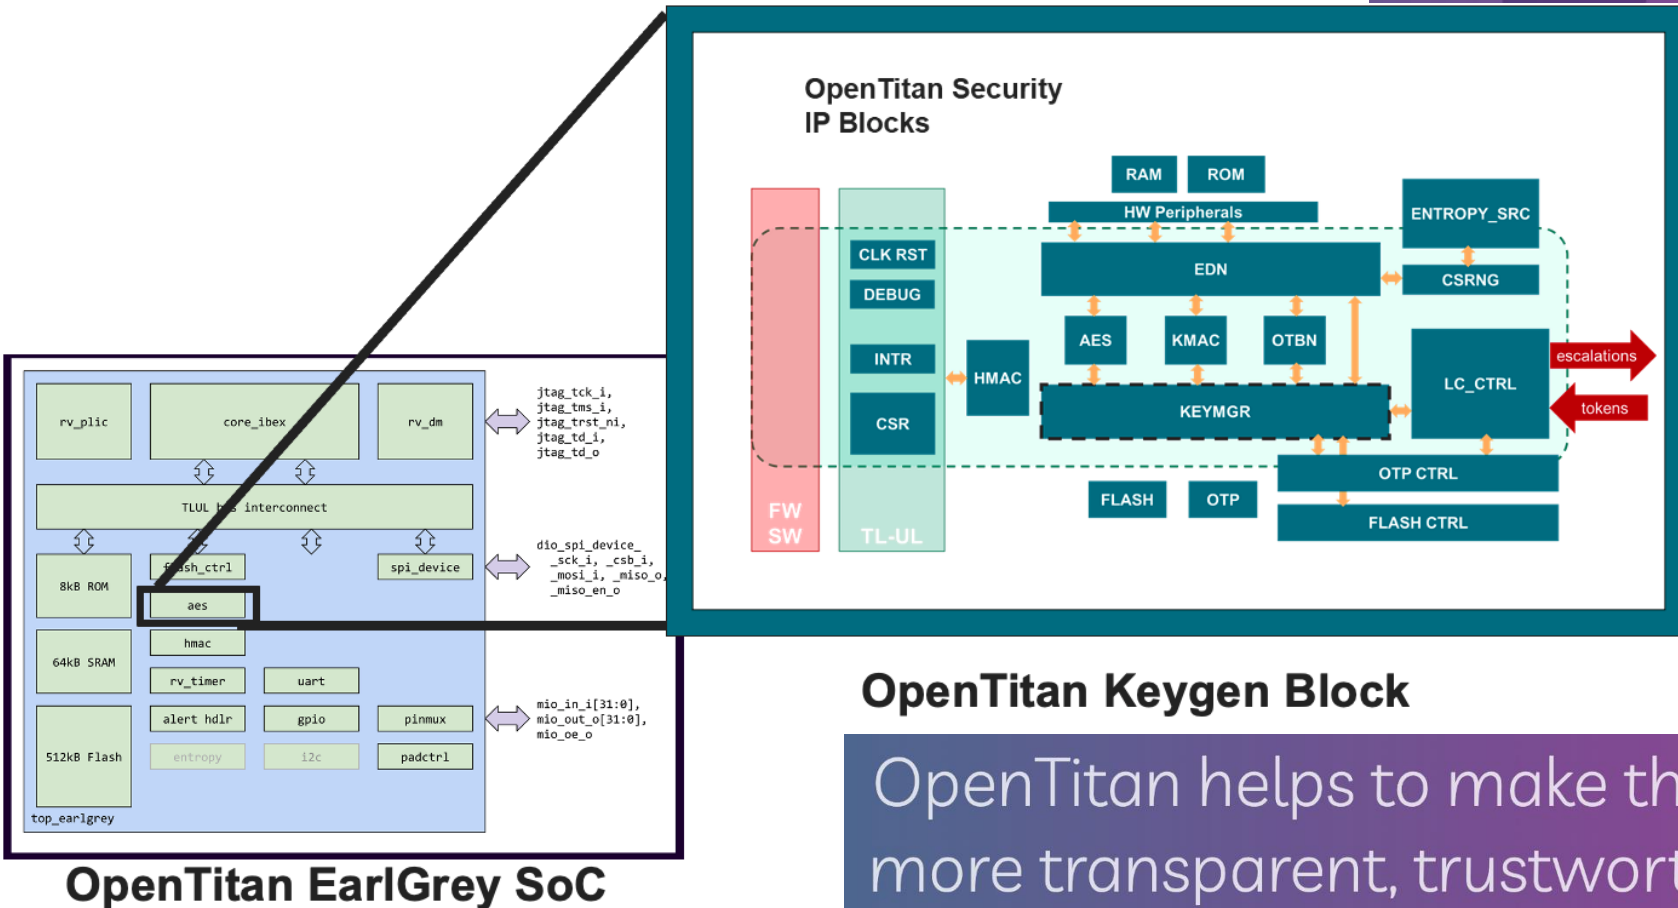 OpenTitan Security
IP Blocks
RAM
ROM
HW Peripherals
ENTROPY_SRC
CLK RST
EDN
CSRNG
DEBUG
AES
KMAC
OTBN
INTR
HMAC
LC_CTRL
escalations
tokens
CSR
KEYMGR
OTP CTRL
FLASH
OTP
FLASH CTRL
FW
SW
TL-UL
rv_plic
core_ibex
rv_dm
jtag_tck_i,
jtag_tms_i,
jtag_trst_ni,
jtag_td_i,
jtag_td_o
TLUL bus interconnect
8kB ROM
flash_ctrl
spi_device
dio_spi_device_
_sck_i, _csb_i,
_mosi_i, _miso_o,
_miso_en_o
aes
64kB SRAM
hmac
rv_timer
uart
512kB Flash
alert hdlr
gpio
pinmux
mio_in_i[31:0],
mio_out_o[31:0],
mio_oe_o
entropy
i2c
padctrl
top_earlgrey
OpenTitan EarlGrey SoC
OpenTitan Keygen Block
OpenTitan helps to make th
more transparent, trustwort